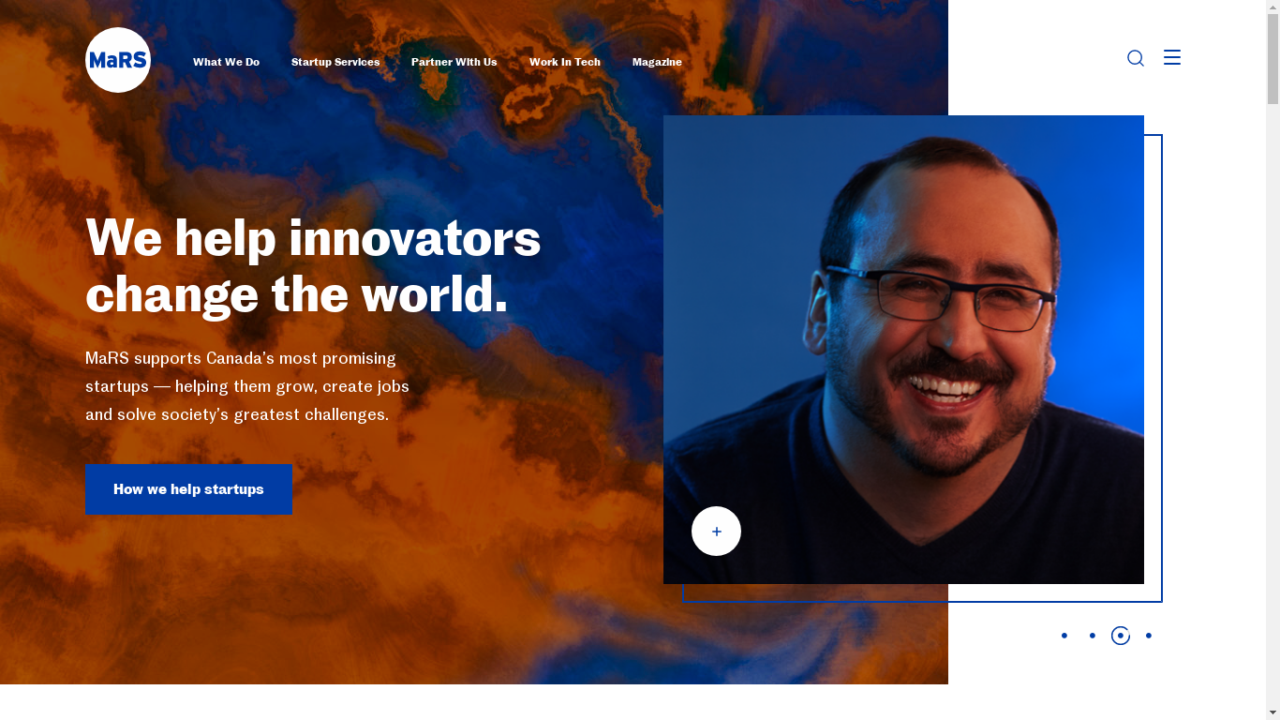 MaRS
What We Do
Startup Services
Partner With Us
Work In Tech
Magazine
We help innovators
change the world.
MaRS supports Canada's most promising
startups — helping them grow, create jobs
and solve society's greatest challenges.
How we help startups
+